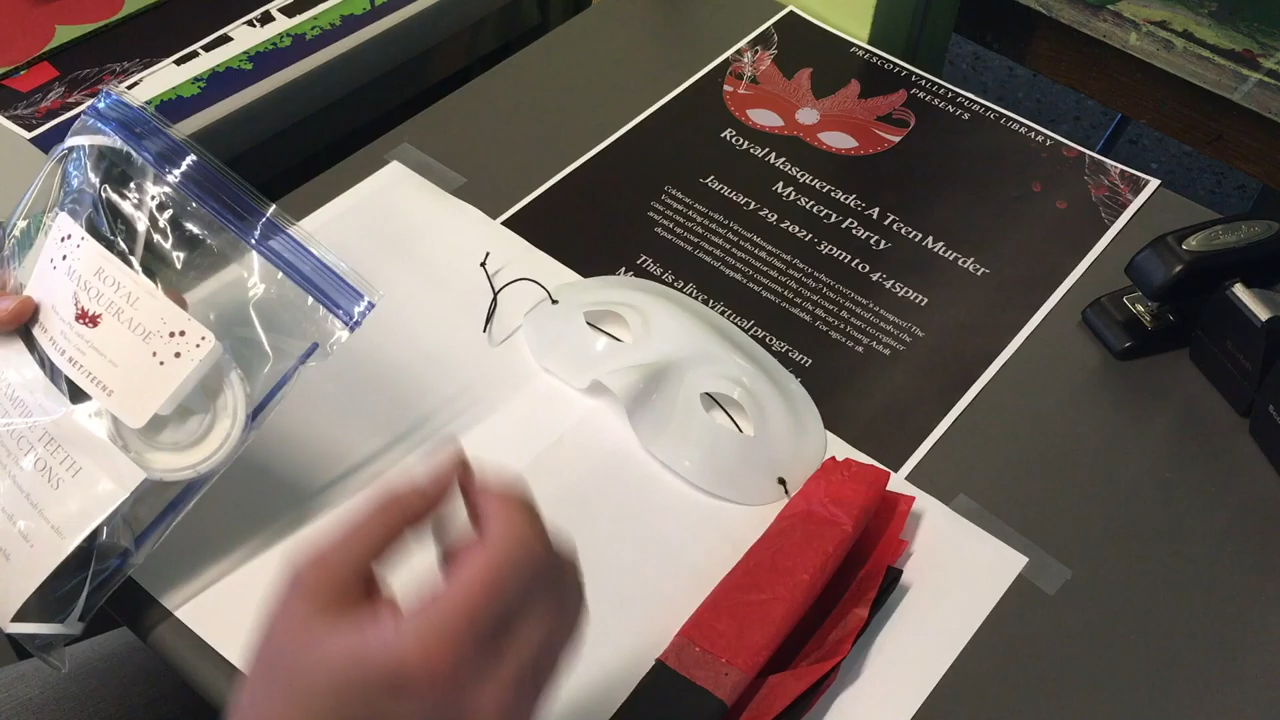 PRESCOTT VALLEY PUBLIC LIBRARY
PRESENTS
Royal Masquerade: A Teen Murder
Mystery Party
January 29, 2021 3pm to 4:45pm
Celebrate 2021 with a Virtual Masquerade Party where everyone's a suspect! The
Vampire King is dead, but who killed him, and why? You're invited to solve the
case as one of the resident supernaturals of the royal court. Be sure to register
and pick up your murder mystery costume kit at the library's Young Adult
department. Limited supplies and space available. For ages 12-18.
This is a live virtual program
ROYAL
MASQUERADE
PVLIB.NET/TEENS
VAMPIRE TEETH